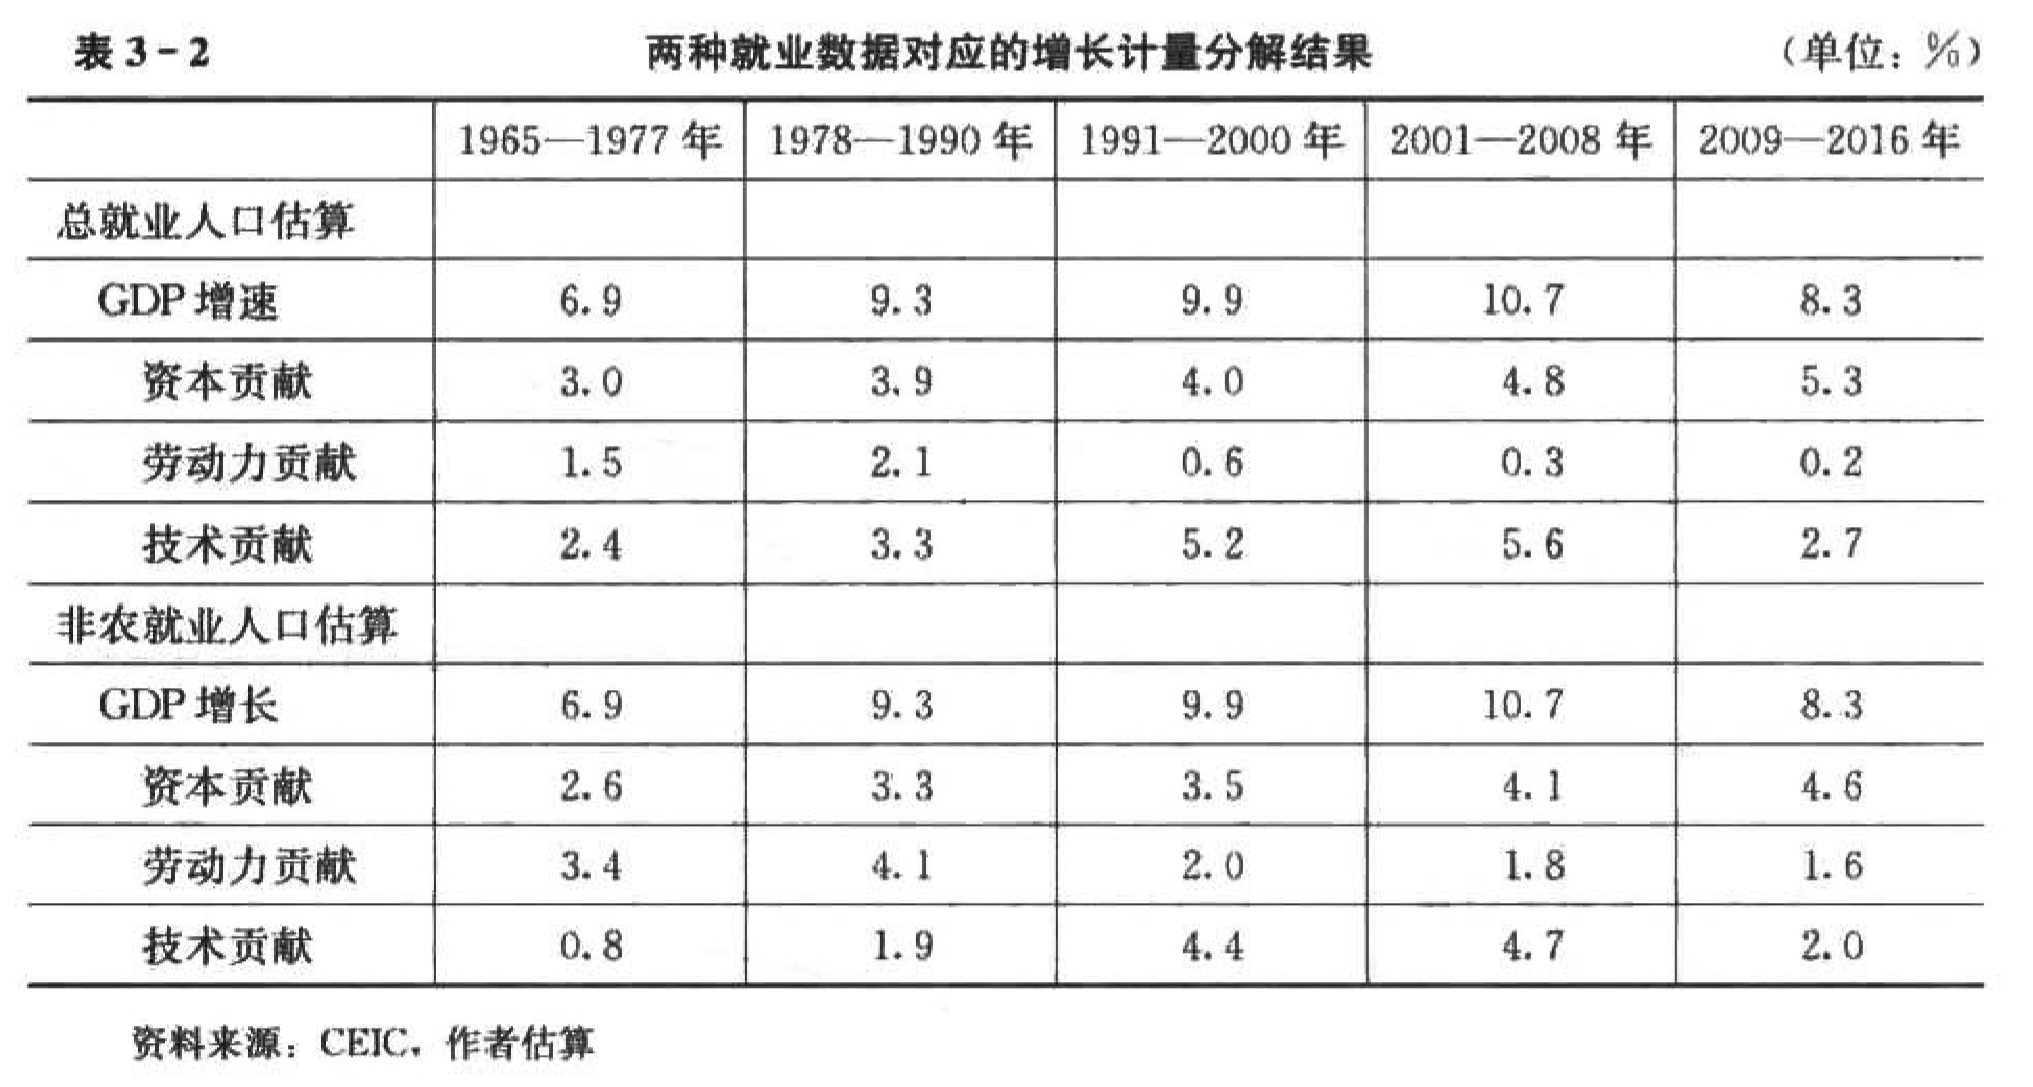 表 3-2 两种就业数据对应的增长计量分解结果 （单位：%）
1965—1977 年 1978—1990 年 1991—2000 年 2001—2008 年 2009—2016 年
总就业人口估算
GDP 增速 6.9 9.3 9.9 10.7 8.3
资本贡献 3.0 3.9 4.0 4.8 5.3
劳动力贡献 1.5 2.1 0.6 0.3 0.2
技术贡献 2.4 3.3 5.2 5.6 2.7
非农就业人口估算
GDP 增长 6.9 9.3 9.9 10.7 8.3
资本贡献 2.6 3.3 3.5 4.1 4.6
劳动力贡献 3.4 4.1 2.0 1.8 1.6
技术贡献 0.8 1.9 4.4 4.7 2.0
资料来源：CEIC，作者估算